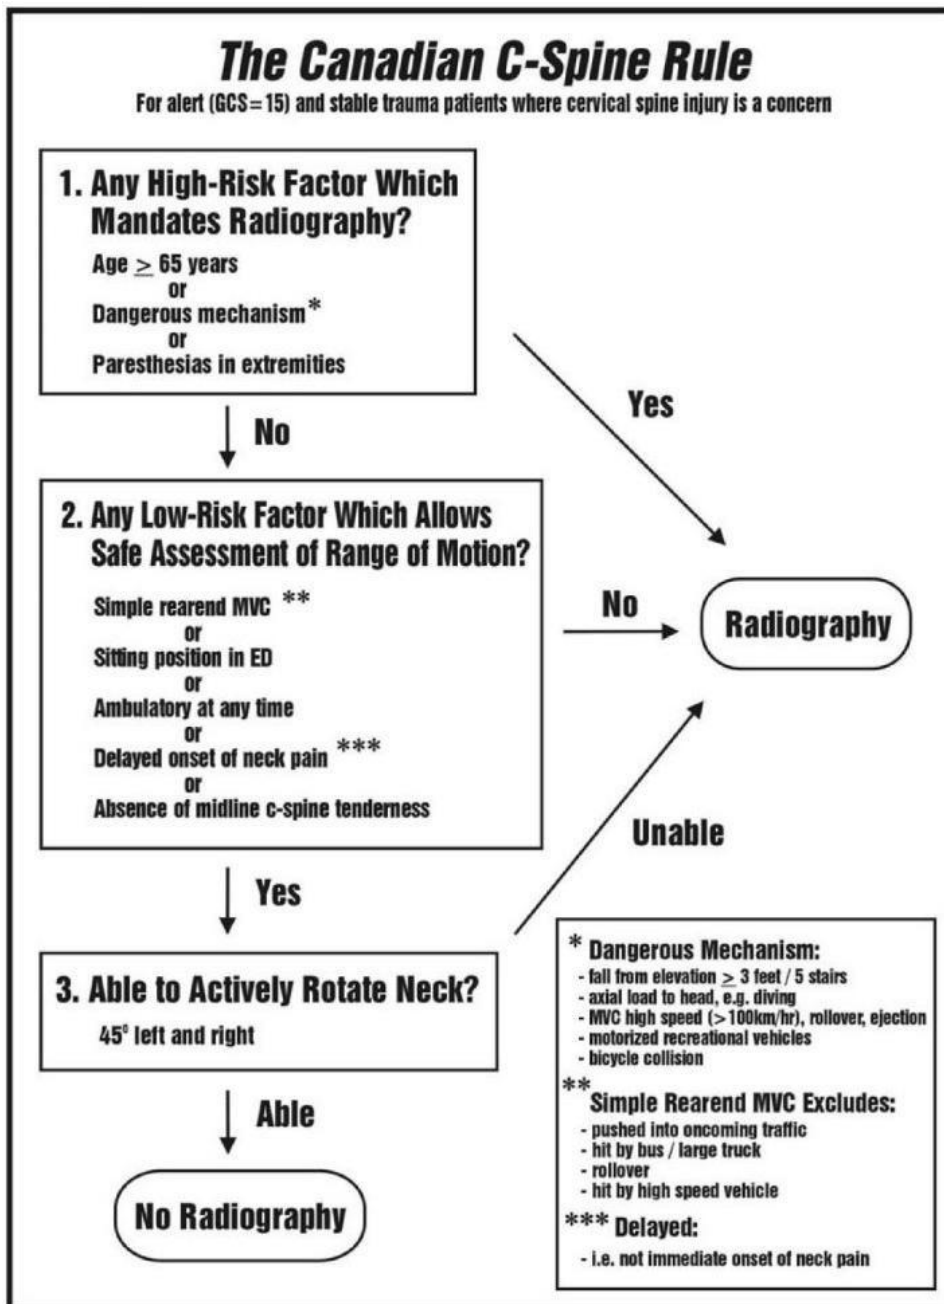 The Canadian C-Spine Rule
For alert (GCS=15) and stable trauma patients where cervical spine injury is a concern
1. Any High-Risk Factor Which
Mandates Radiography?
Age ≥ 65 years
or
Dangerous mechanism*
or
Paresthesias in extremities
Yes
No
2. Any Low-Risk Factor Which Allows
Safe Assessment of Range of Motion?
Simple rearend MVC **
or
Sitting position in ED
or
Ambulatory at any time
or
Delayed onset of neck pain ***
or
Absence of midline c-spine tenderness
No
Radiography
Unable
Yes
3. Able to Actively Rotate Neck?
45° left and right
Able
No Radiography
* Dangerous Mechanism:
- fall from elevation ≥ 3 feet / 5 stairs
- axial load to head, e.g. diving
- MVC high speed (>100km/hr), rollover, ejection
- motorized recreational vehicles
- bicycle collision
** Simple Rearend MVC Excludes:
- pushed into oncoming traffic
- hit by bus / large truck
- rollover
- hit by high speed vehicle
*** Delayed:
- i.e. not immediate onset of neck pain